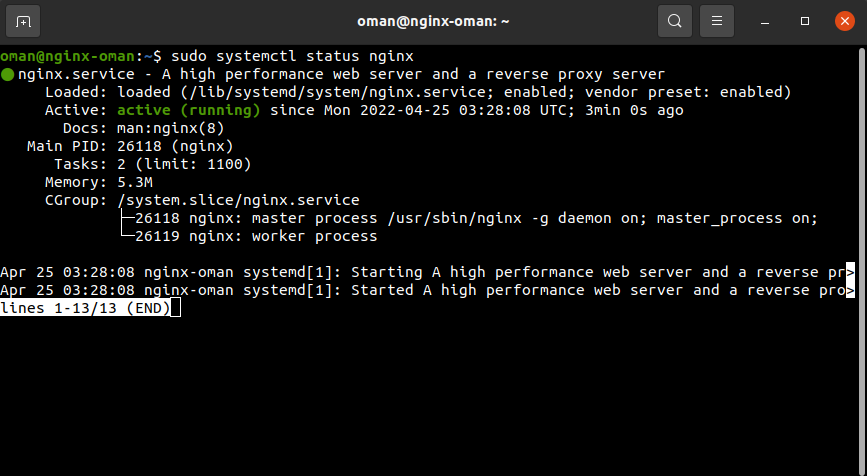 oman@nginx-oman: ~
oman@nginx-oman:~$ sudo systemctl status nginx
● nginx.service - A high performance web server and a reverse proxy server
Loaded: loaded (/lib/systemd/system/nginx.service; enabled; vendor preset: enabled)
Active: active (running) since Mon 2022-04-25 03:28:08 UTC; 3min 0s ago
Docs: man:nginx(8)
Main PID: 26118 (nginx)
Tasks: 2 (limit: 1100)
Memory: 5.3M
CGroup: /system.slice/nginx.service
├─26118 nginx: master process /usr/sbin/nginx -g daemon on; master_process on;
└─26119 nginx: worker process
Apr 25 03:28:08 nginx-oman systemd[1]: Starting A high performance web server and a reverse pr>
Apr 25 03:28:08 nginx-oman systemd[1]: Started A high performance web server and a reverse pro>
lines 1-13/13 (END)